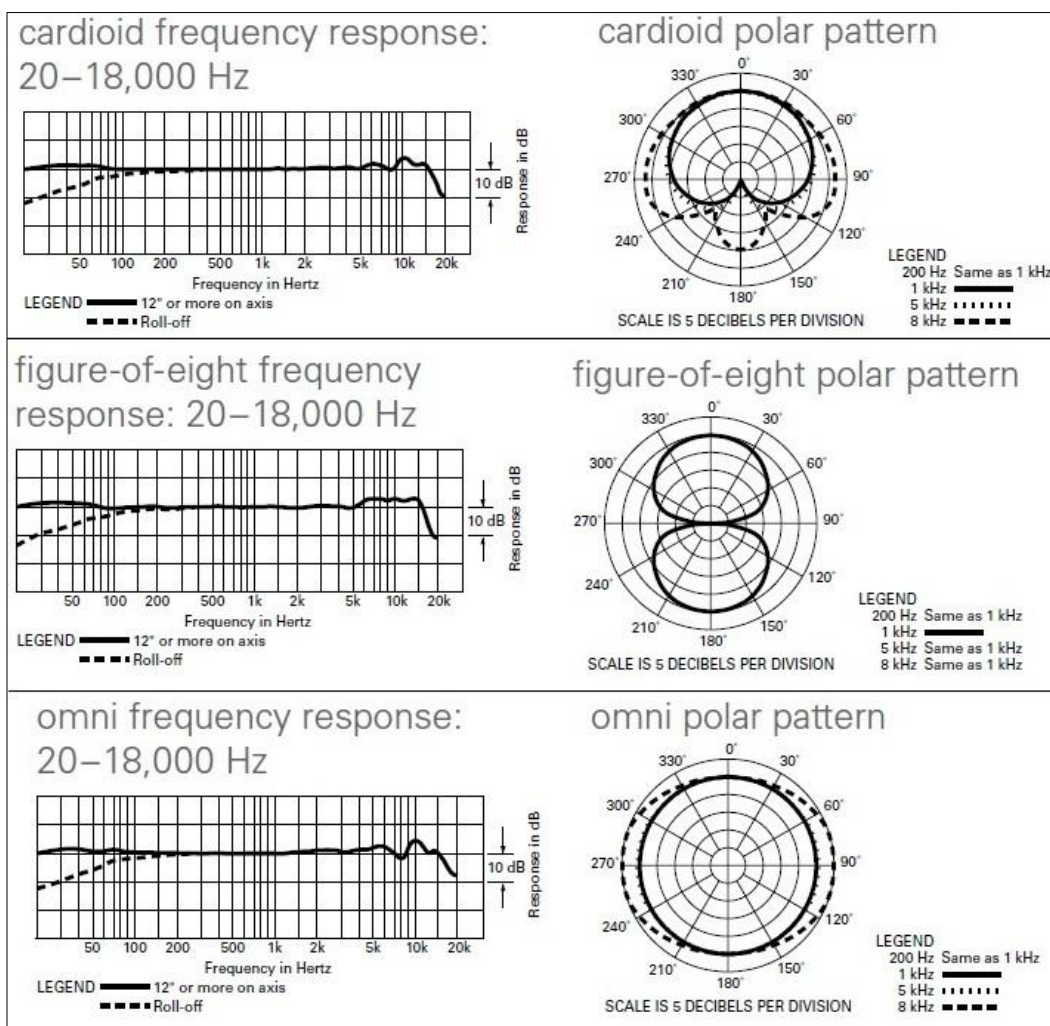 cardioid frequency response:
20–18,000 Hz
10 dB
Response in dB
50 100 200 500 1k 2k 5k 10k 20k
Frequency in Hertz
LEGEND 12" or more on axis
Roll-off
cardioid polar pattern
0°
330° 30°
300° 60°
270° 90°
240° 120°
210° 150°
180°
SCALE IS 5 DECIBELS PER DIVISION
LEGEND
200 Hz Same as 1 kHz
1 kHz
5 kHz
8 kHz
figure-of-eight frequency
response: 20–18,000 Hz
10 dB
Response in dB
50 100 200 500 1k 2k 5k 10k 20k
Frequency in Hertz
LEGEND 12" or more on axis
Roll-off
figure-of-eight polar pattern
0°
330° 30°
300° 60°
270° 90°
240° 120°
210° 150°
180°
SCALE IS 5 DECIBELS PER DIVISION
LEGEND
200 Hz Same as 1 kHz
1 kHz
5 kHz Same as 1 kHz
8 kHz Same as 1 kHz
omni frequency response:
20–18,000 Hz
10 dB
Response in dB
50 100 200 500 1k 2k 5k 10k 20k
Frequency in Hertz
LEGEND 12" or more on axis
Roll-off
omni polar pattern
0°
330° 30°
300° 60°
270° 90°
240° 120°
210° 150°
180°
SCALE IS 5 DECIBELS PER DIVISION
LEGEND
200 Hz Same as 1 kHz
1 kHz
5 kHz
8 kHz